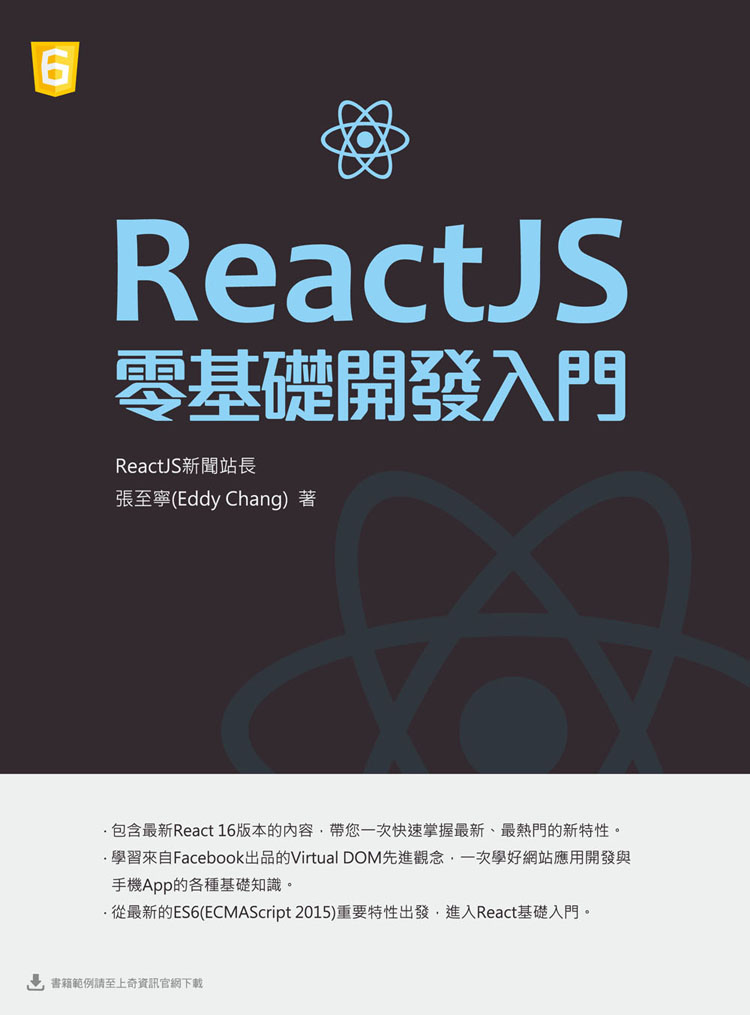 6
ReactJS
零基礎開發入門
ReactJS新聞站長
張至寧(Eddy Chang) 著
·包含最新React 16版本的內容，帶您一次快速掌握最新、最熱門的新特性。
·學習來自Facebook出品的Virtual DOM先進觀念，一次學好網站應用開發與
手機App的各種基礎知識。
·從最新的ES6(ECMAScript 2015)重要特性出發，進入React基礎入門。
書籍範例請至上奇資訊官網下載